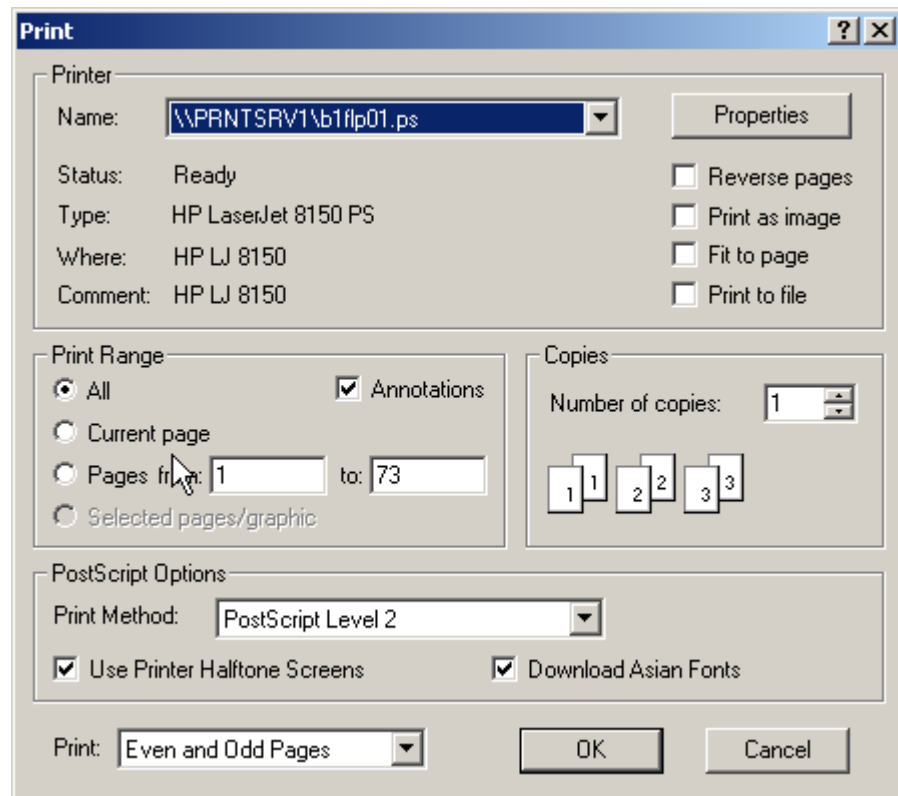 Print
Printer
Name: \\PRNTSRV1\b1flp01.ps Properties
Status: Ready Reverse pages
Type: HP LaserJet 8150 PS Print as image
Where: HP LJ 8150 Fit to page
Comment: HP LJ 8150 Print to file
Print Range
All Annotations
Current page
Pages from: 1 to: 73
Selected pages/graphic
Copies
Number of copies: 1
1 1 2 2 3 3
PostScript Options
Print Method: PostScript Level 2
Use Printer Halftone Screens Download Asian Fonts
Print: Even and Odd Pages OK Cancel